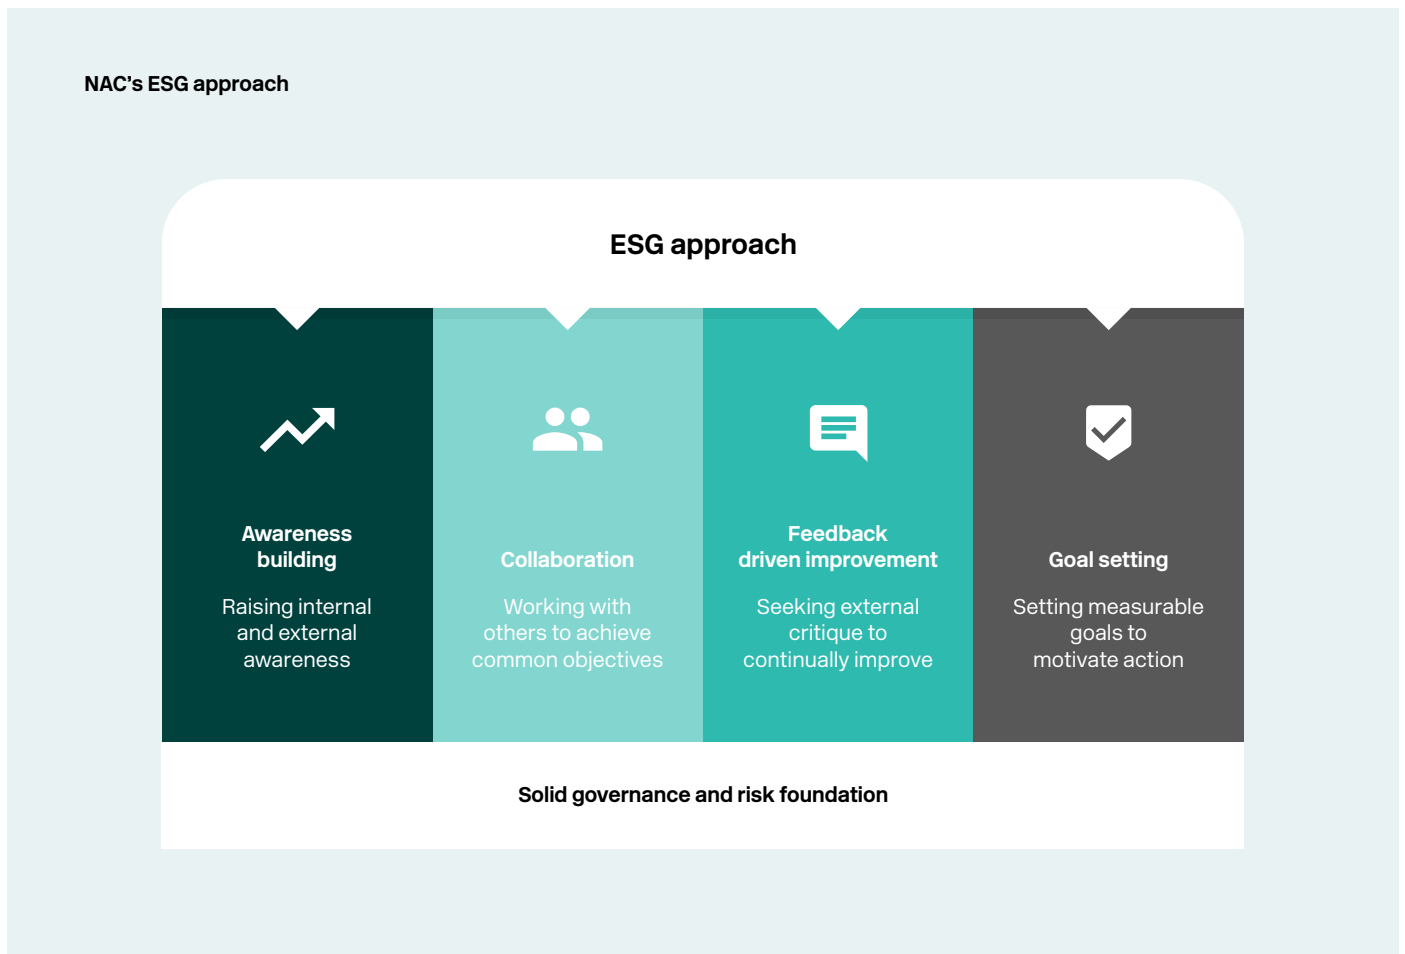 NAC’s ESG approach
ESG approach
Awareness
building
Raising internal
and external
awareness
Collaboration
Working with
others to achieve
common objectives
Feedback
driven improvement
Seeking external
critique to
continually improve
Goal setting
Setting measurable
goals to
motivate action
Solid governance and risk foundation